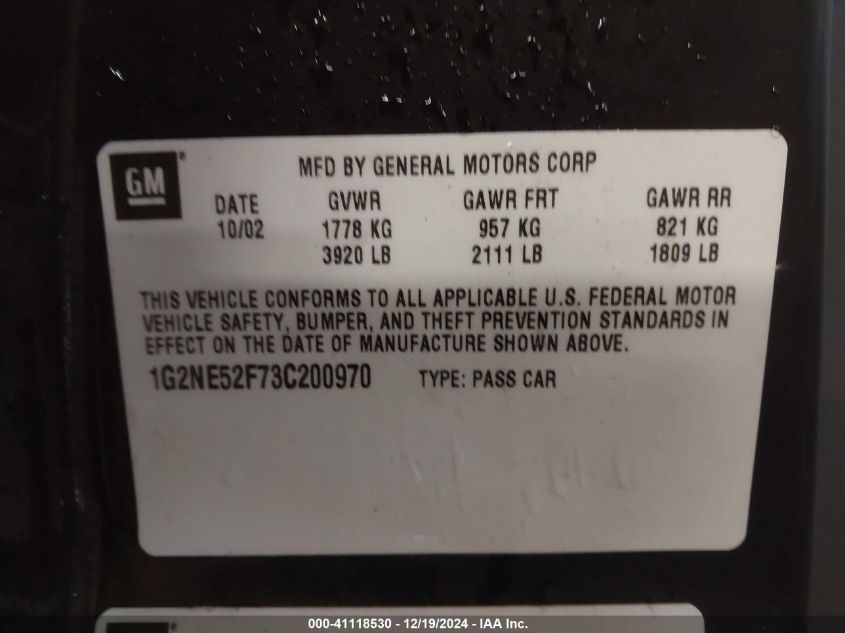 GM®
MFD BY GENERAL MOTORS CORP
DATE GVWR GAWR FRT GAWR RR
10/02 1778 KG 957 KG 821 KG
3920 LB 2111 LB 1809 LB
THIS VEHICLE CONFORMS TO ALL APPLICABLE U.S. FEDERAL MOTOR
VEHICLE SAFETY, BUMPER, AND THEFT PREVENTION STANDARDS IN
EFFECT ON THE DATE OF MANUFACTURE SHOWN ABOVE.
1G2NE52F73C200970 TYPE: PASS CAR
000-41118530 - 12/19/2024 - IAA Inc.